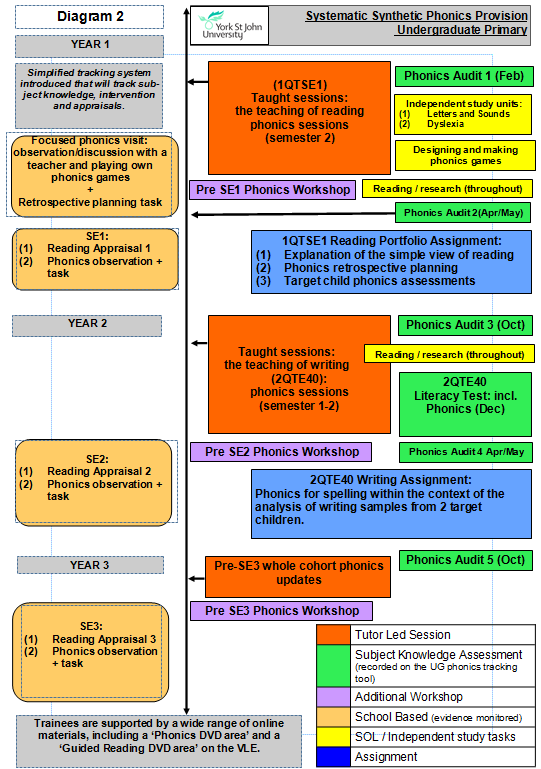 Diagram 2
York St John
University
Systematic Synthetic Phonics Provision
Undergraduate Primary
YEAR 1
Simplified tracking system
introduced that will track sub-
ject knowledge, intervention
and appraisals.
(1QTSE1)
Taught sessions:
the teaching of reading
phonics sessions
(semester 2)
Phonics Audit 1 (Feb)
Independent study units:
(1) Letters and Sounds
(2) Dyslexia
Designing and making
phonics games
Focused phonics visit:
observation/discussion with a
teacher and playing own
phonics games
+
Retrospective planning task
Pre SE1 Phonics Workshop
Reading / research (throughout)
Phonics Audit 2(Apr/May)
SE1:
(1) Reading Appraisal 1
(2) Phonics observation +
task
1QTSE1 Reading Portfolio Assignment:
(1) Explanation of the simple view of reading
(2) Phonics retrospective planning
(3) Target child phonics assessments
YEAR 2
Taught sessions:
the teaching of writing
(2QTE40):
phonics sessions
(semester 1-2)
Phonics Audit 3 (Oct)
Reading / research (throughout)
2QTE40
Literacy Test: incl.
Phonics (Dec)
SE2:
(1) Reading Appraisal 2
(2) Phonics observation +
task
Pre SE2 Phonics Workshop
Phonics Audit 4 Apr/May
2QTE40 Writing Assignment:
Phonics for spelling within the context of the
analysis of writing samples from 2 target
children.
YEAR 3
Pre-SE3 whole cohort phonics
updates
Phonics Audit 5 (Oct)
Pre SE3 Phonics Workshop
SE3:
(1) Reading Appraisal 3
(2) Phonics observation
+ task
Trainees are supported by a wide range of online
materials, including a ‘Phonics DVD area’ and a
‘Guided Reading DVD area’ on the VLE.
Tutor Led Session
Subject Knowledge Assessment
(recorded on the UG phonics tracking
tool)
Additional Workshop
School Based (evidence monitored)
SOL / Independent study tasks
Assignment